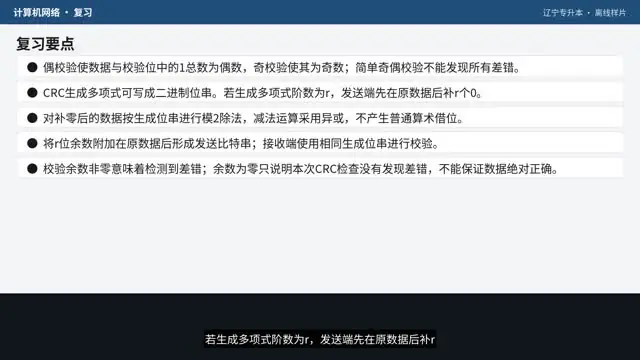 计算机网络 · 复习
辽宁专升本 · 离线样片
复习要点
● 偶校验使数据与校验位中的1总数为偶数，奇校验使其为奇数；简单奇偶校验不能发现所有差错。
● CRC生成多项式可写成二进制位串。若生成多项式阶数为r，发送端先在原数据后补r个0。
● 对补零后的数据按生成位串进行模2除法，减法运算采用异或，不产生普通算术借位。
● 将r位余数附加在原数据后形成发送比特串；接收端使用相同生成位串进行校验。
● 校验余数非零意味着检测到差错；余数为零只说明本次CRC检查没有发现差错，不能保证数据绝对正确。
若生成多项式阶数为r，发送端先在原数据后补r